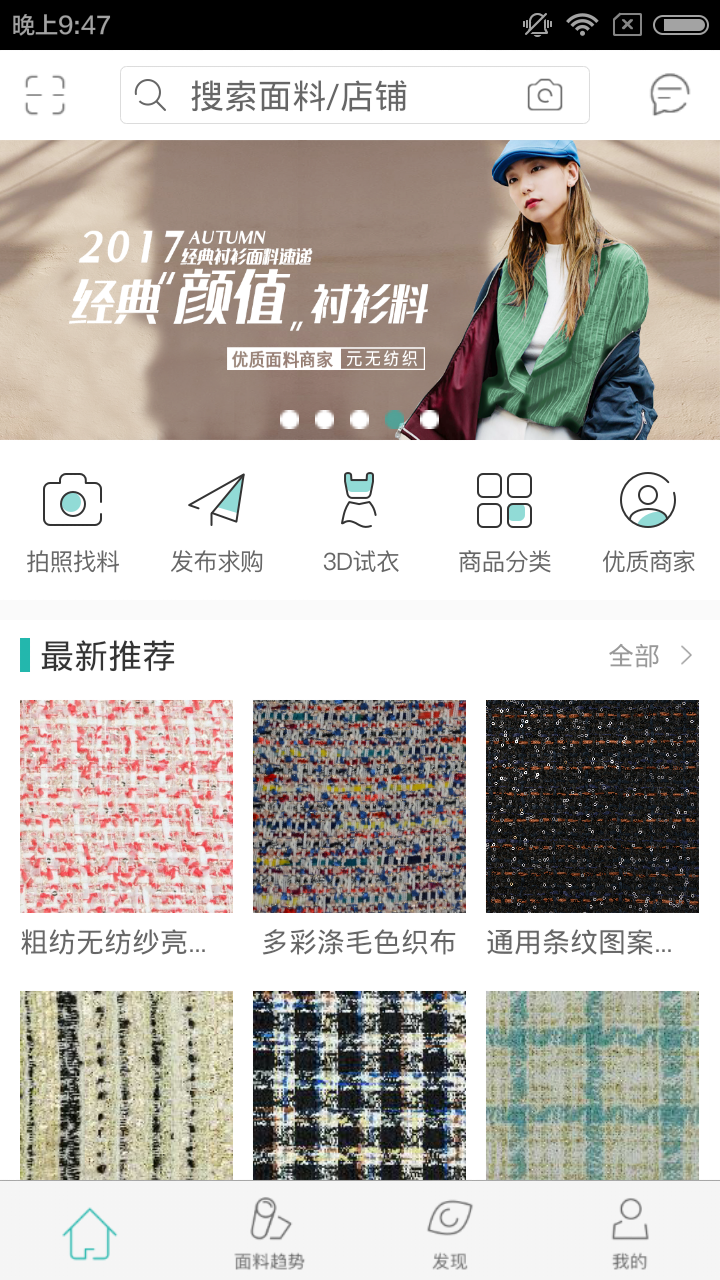 晚上9:47
搜索面料/店铺
2017 AUTUMN
经典衬衫面料速递
经典“颜值”衬衫料
优质面料商家 元无纺织
拍照找料 发布求购 3D试衣 商品分类 优质商家
最新推荐 全部
粗纺无纺纱亮... 多彩涤毛色织布 通用条纹图案...
面料趋势 发现 我的